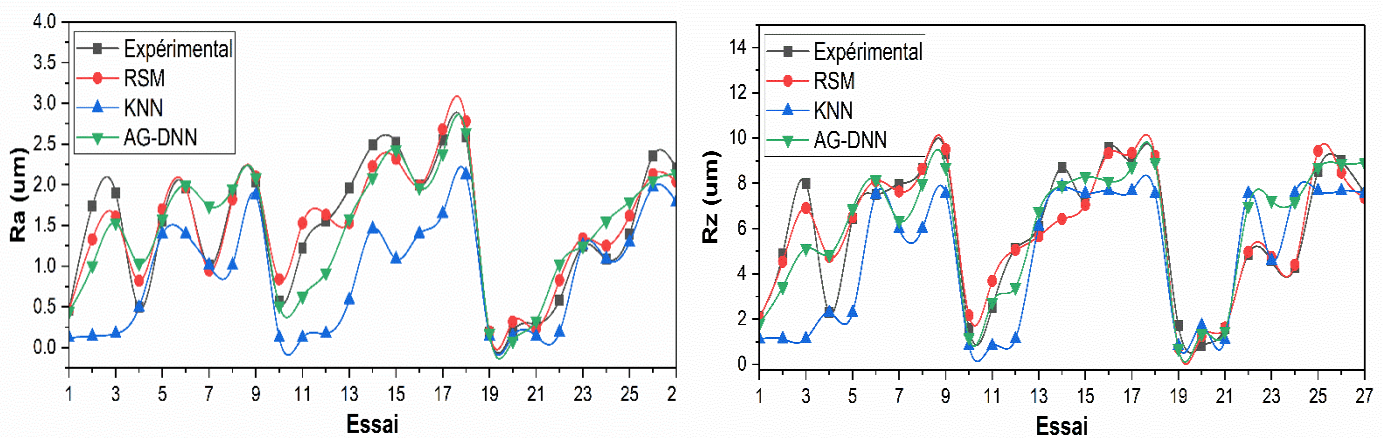 4.0
3.5
3.0
2.5
2.0
1.5
1.0
0.5
0.0
Ra (um)
Expérimental
RSM
KNN
AG-DNN
1 3 5 7 9 11 13 15 17 19 21 23 25 2
Essai
14
12
10
8
6
4
2
0
Rz (um)
Expérimental
RSM
KNN
AG-DNN
1 3 5 7 9 11 13 15 17 19 21 23 25 27
Essai